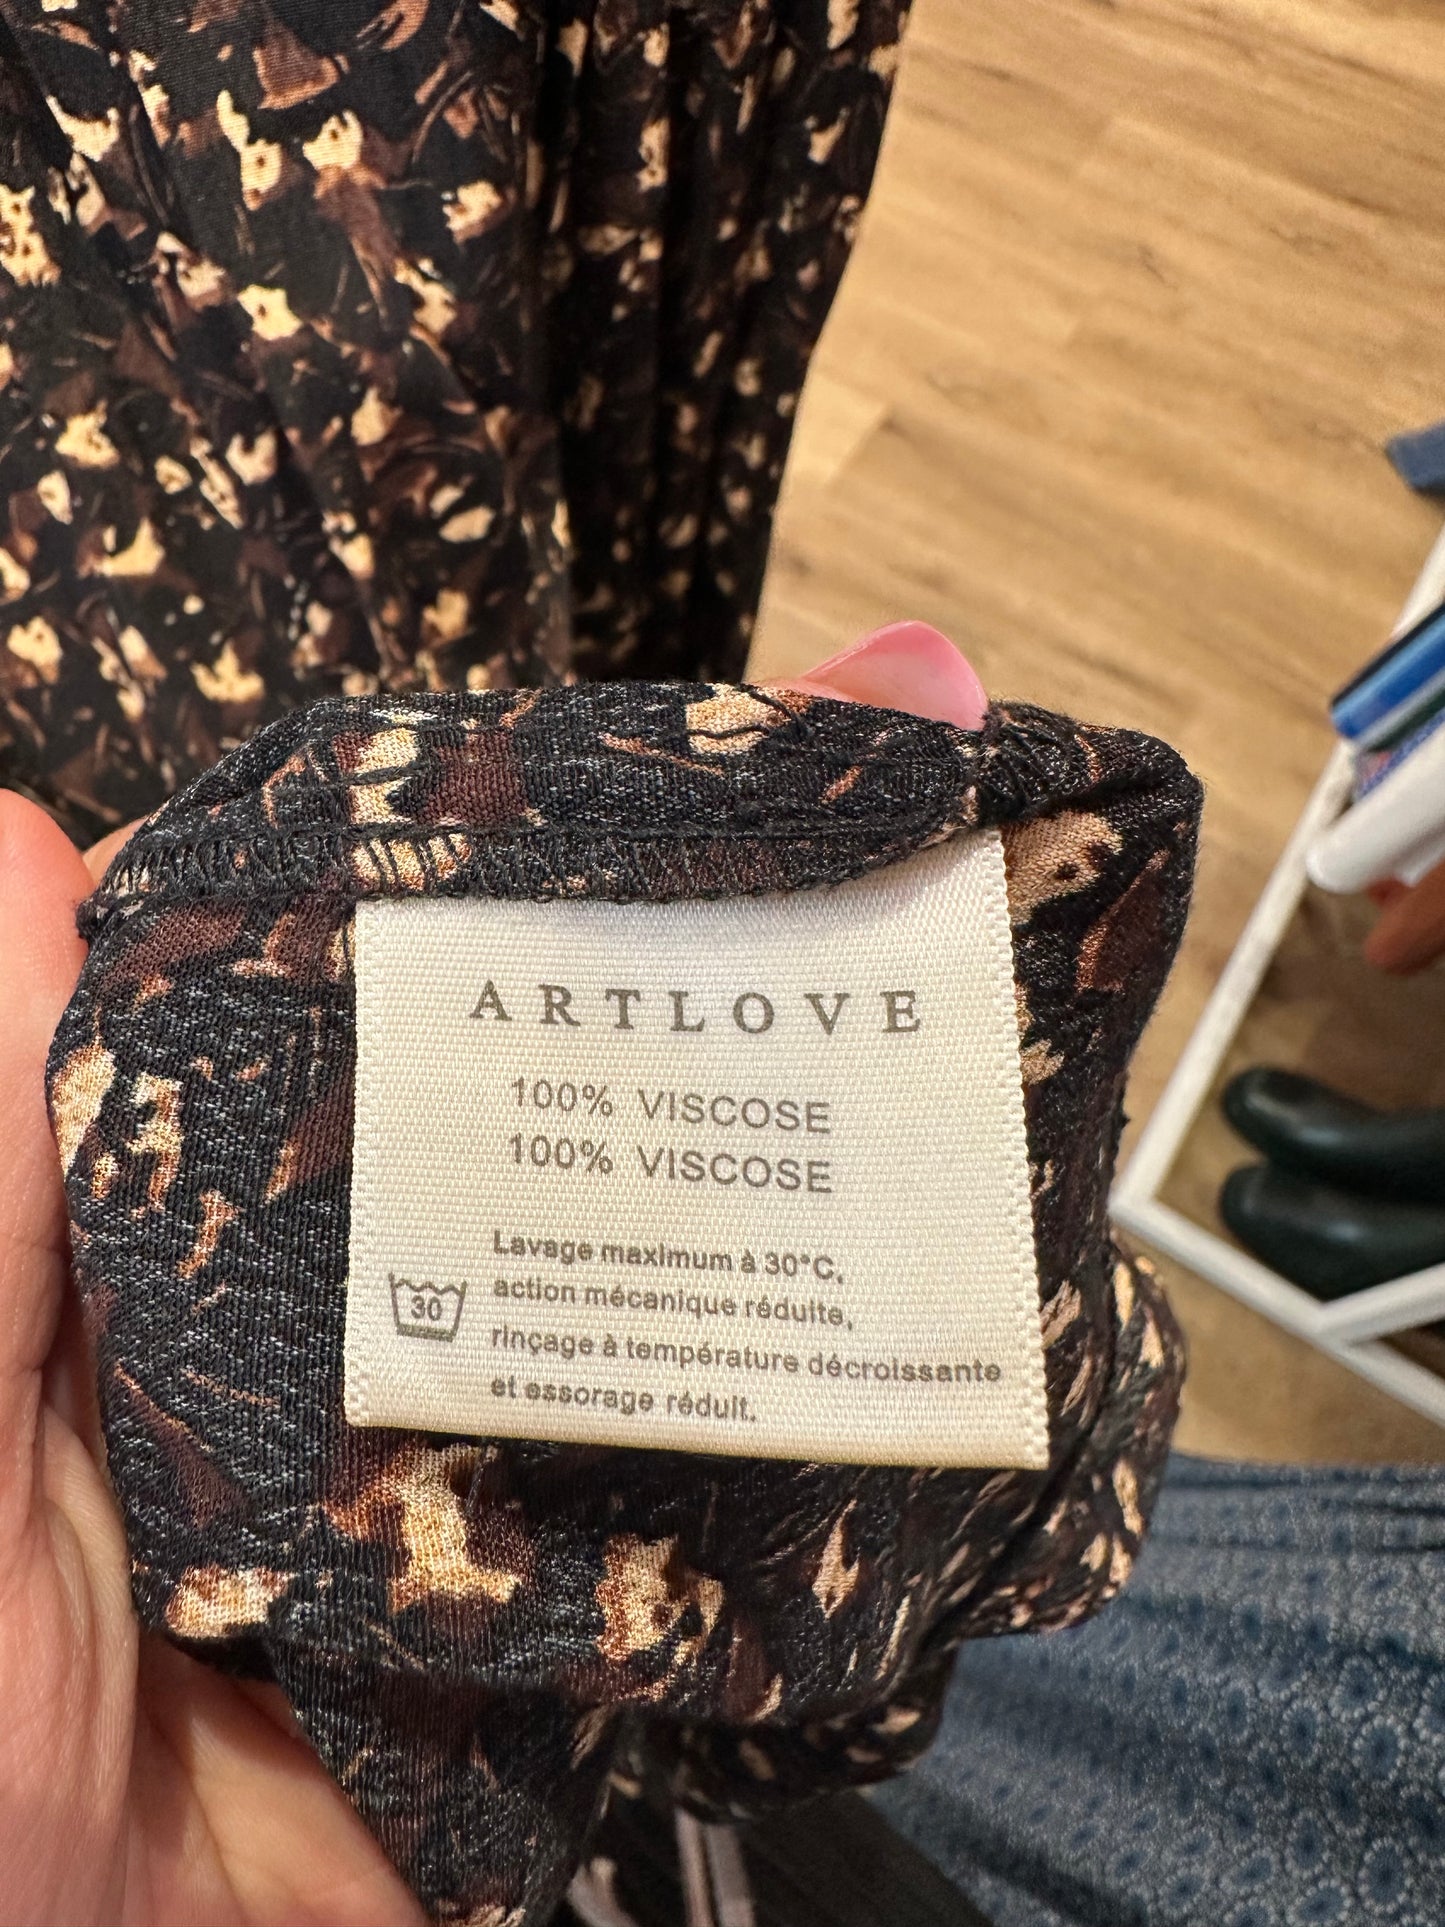 ARTLOVE
100% VISCOSE
100% VISCOSE
Lavage maximum à 30°C,
action mécanique réduite,
30
rinçage à température décroissante
et essorage réduit.